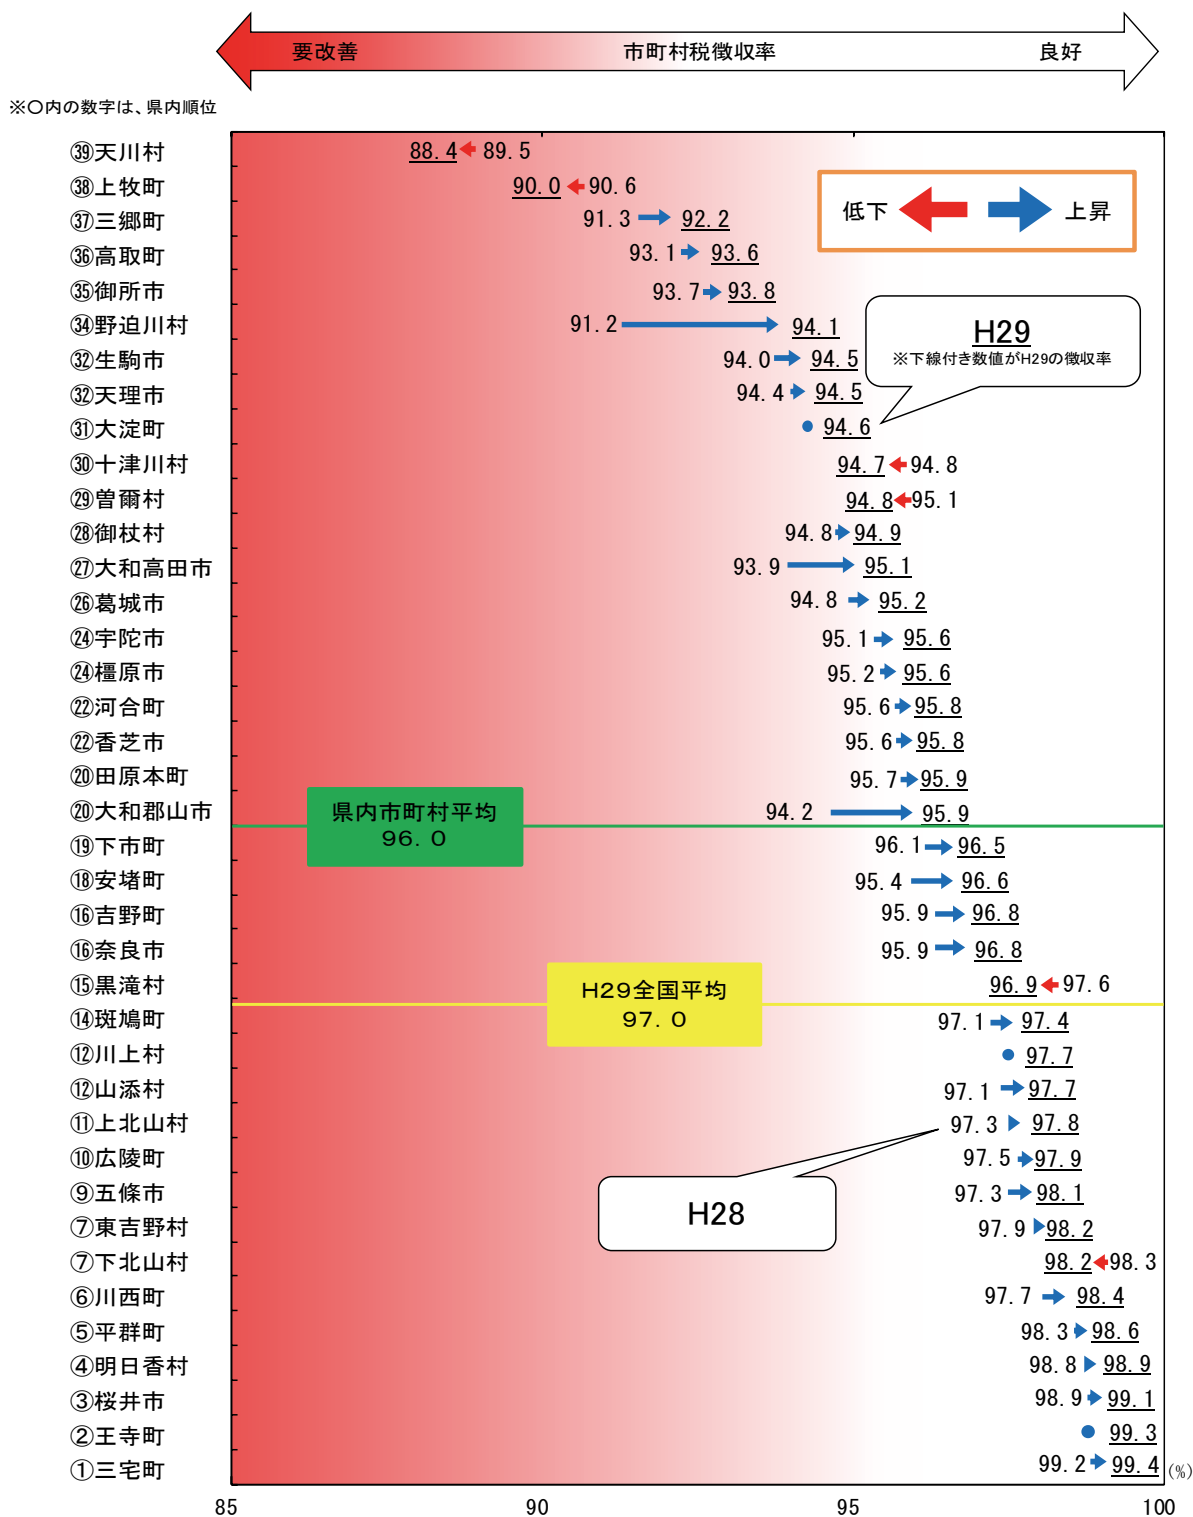 要改善 市町村税徴収率 良好
※○内の数字は、県内順位
㊴天川村 88.4 89.5
㊳上牧町 90.0 90.6
㊲三郷町 91.3 92.2
㊱高取町 93.1 93.6
㉟御所市 93.7 93.8
㉞野迫川村 91.2 94.1
㉜生駒市 94.0 94.5
㉜天理市 94.4 94.5
㉛大淀町 94.6
㉚十津川村 94.7 94.8
㉙曽爾村 94.8 95.1
㉘御杖村 94.8 94.9
㉗大和高田市 93.9 95.1
㉖葛城市 94.8 95.2
㉔宇陀市 95.1 95.6
㉔橿原市 95.2 95.6
㉒河合町 95.6 95.8
㉒香芝市 95.6 95.8
⑳田原本町 95.7 95.9
⑳大和郡山市 94.2 95.9
⑲下市町 96.1 96.5
⑱安堵町 95.4 96.6
⑯吉野町 95.9 96.8
⑯奈良市 95.9 96.8
⑮黒滝村 96.9 97.6
⑭斑鳩町 97.1 97.4
⑫川上村 97.7
⑫山添村 97.1 97.7
⑪上北山村 97.3 97.8
⑩広陵町 97.5 97.9
⑨五條市 97.3 98.1
⑦東吉野村 97.9 98.2
⑦下北山村 98.2 98.3
⑥川西町 97.7 98.4
⑤平群町 98.3 98.6
④明日香村 98.8 98.9
③桜井市 98.9 99.1
②王寺町 99.3
①三宅町 99.2 99.4
低下 上昇
H29
※下線付き数値がH29の徴収率
県内市町村平均
96.0
H29全国平均
97.0
H28
(%)
85 90 95 100